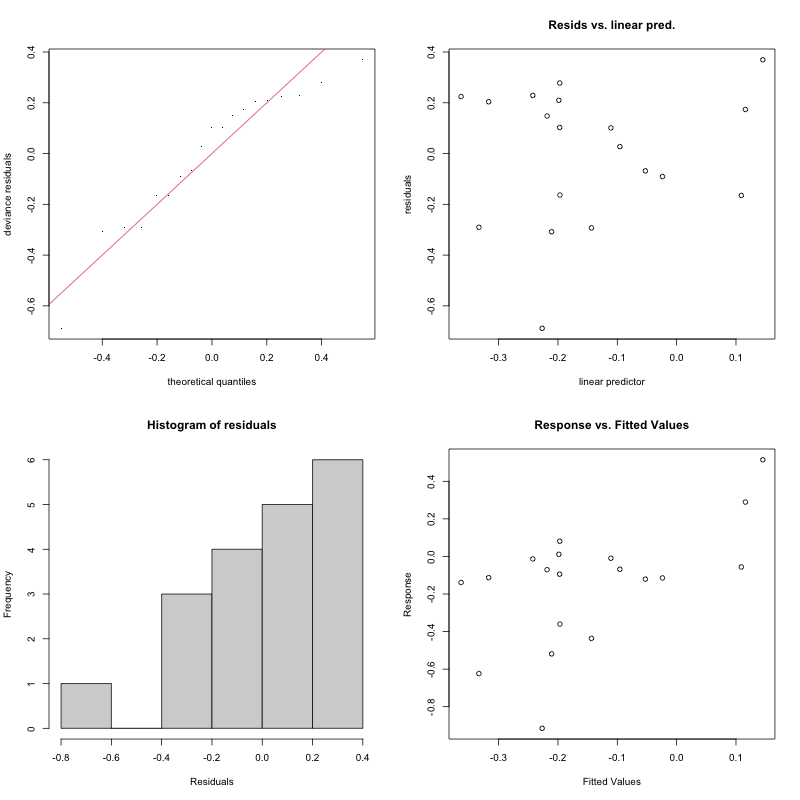 0.4
0.2
0.0
-0.2
-0.4
-0.6
deviance residuals
-0.4 -0.2 0.0 0.2 0.4
theoretical quantiles
Resids vs. linear pred.
0.4
0.2
0.0
-0.2
-0.4
-0.6
residuals
-0.3 -0.2 -0.1 0.0 0.1
linear predictor
Histogram of residuals
6
5
4
3
2
1
0
Frequency
-0.8 -0.6 -0.4 -0.2 0.0 0.2 0.4
Residuals
Response vs. Fitted Values
0.4
0.2
0.0
-0.2
-0.4
-0.6
-0.8
Response
-0.3 -0.2 -0.1 0.0 0.1
Fitted Values